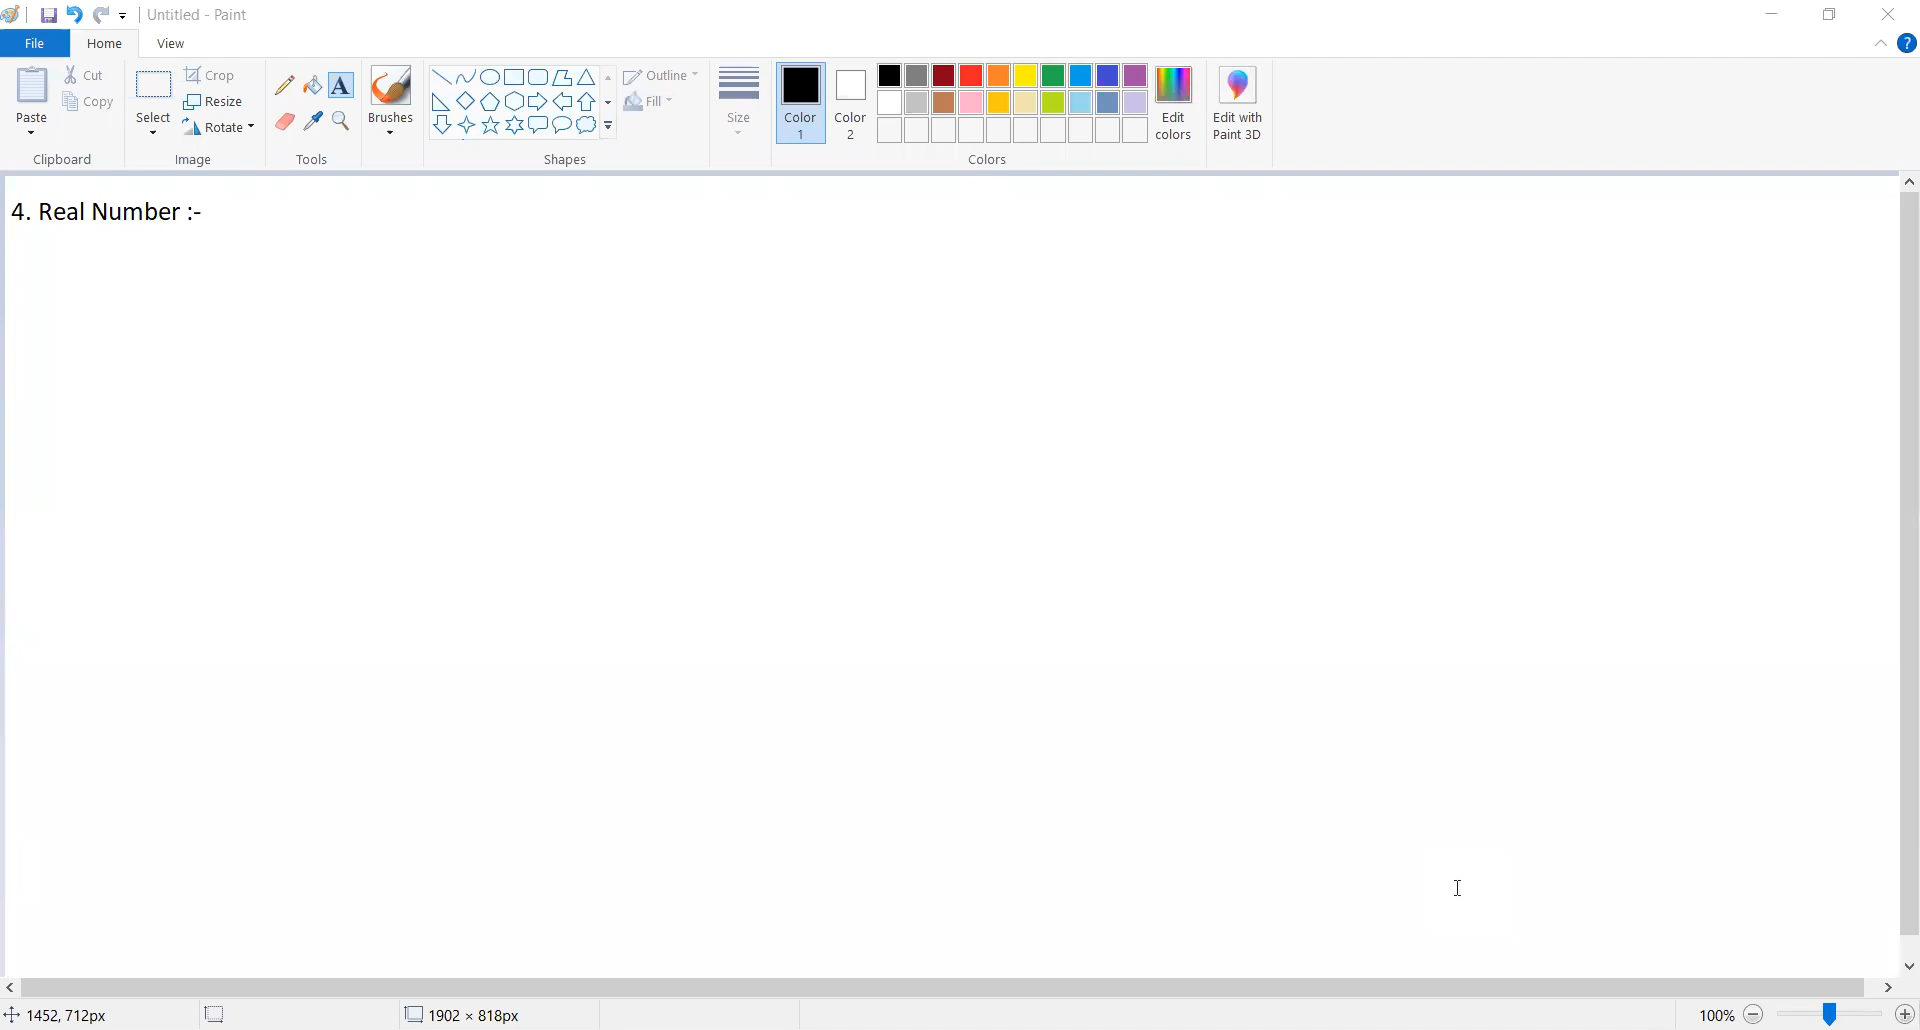 Untitled - Paint
File Home View
Cut Crop Outline
Copy Resize Fill
Paste Select Rotate Brushes Size Color 1 Color 2 Edit colors Edit with Paint 3D
Clipboard Image Tools Shapes Colors
4. Real Number :-
1452, 712px 1902 × 818px 100%